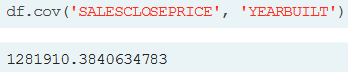 df.cov('SALESCLOSEPRICE', 'YEARBUILT')
1281910.3840634783